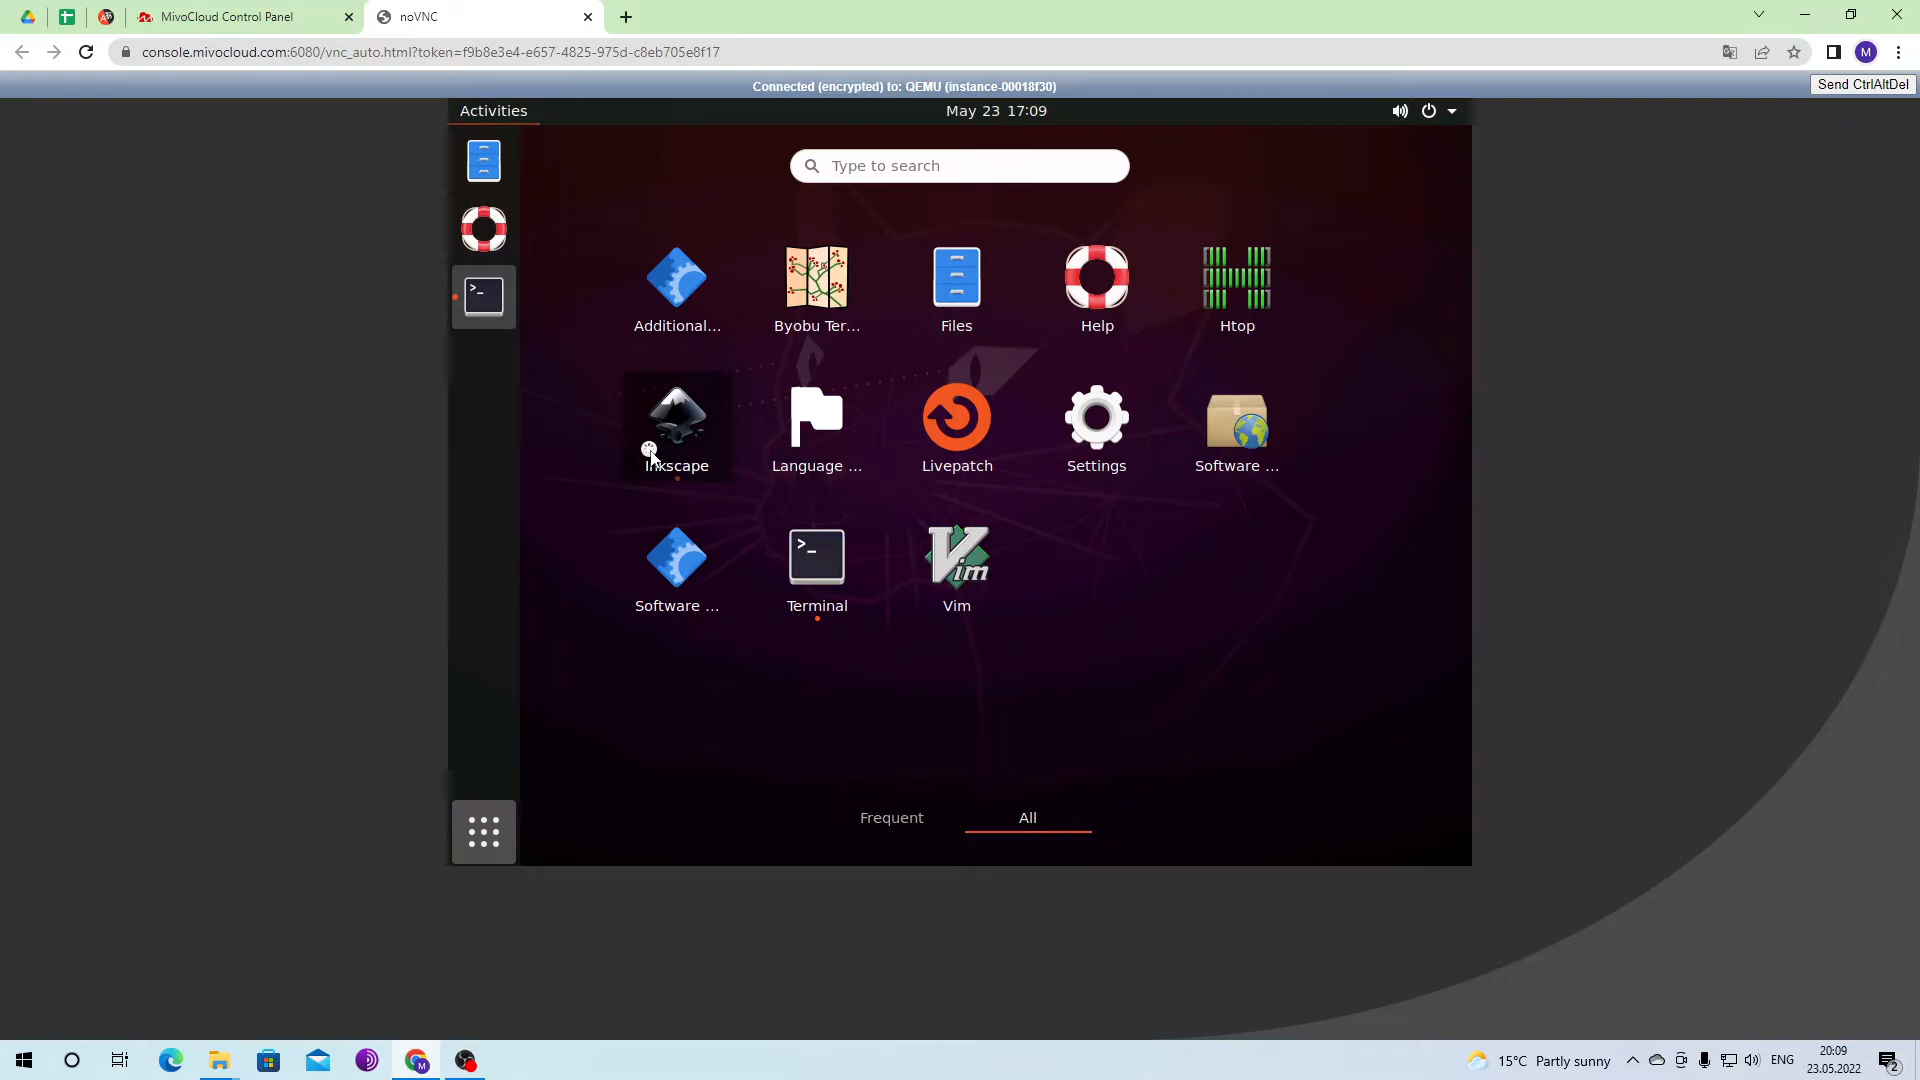 MivoCloud Control Panel
noVNC
console.mivocloud.com:6080/vnc_auto.html?token=f9b8e3e4-e657-4825-975d-c8eb705e8f17
M
Connected (encrypted) to: QEMU (instance-00018f30)
Send CtrlAltDel
Activities
May 23 17:09
Type to search
Additional...
Byobu Ter...
Files
Help
Htop
Inkscape
Language ...
Livepatch
Settings
Software ...
Software ...
Terminal
Vim
Frequent
All
15°C Partly sunny
ENG
20:09
23.05.2022
2